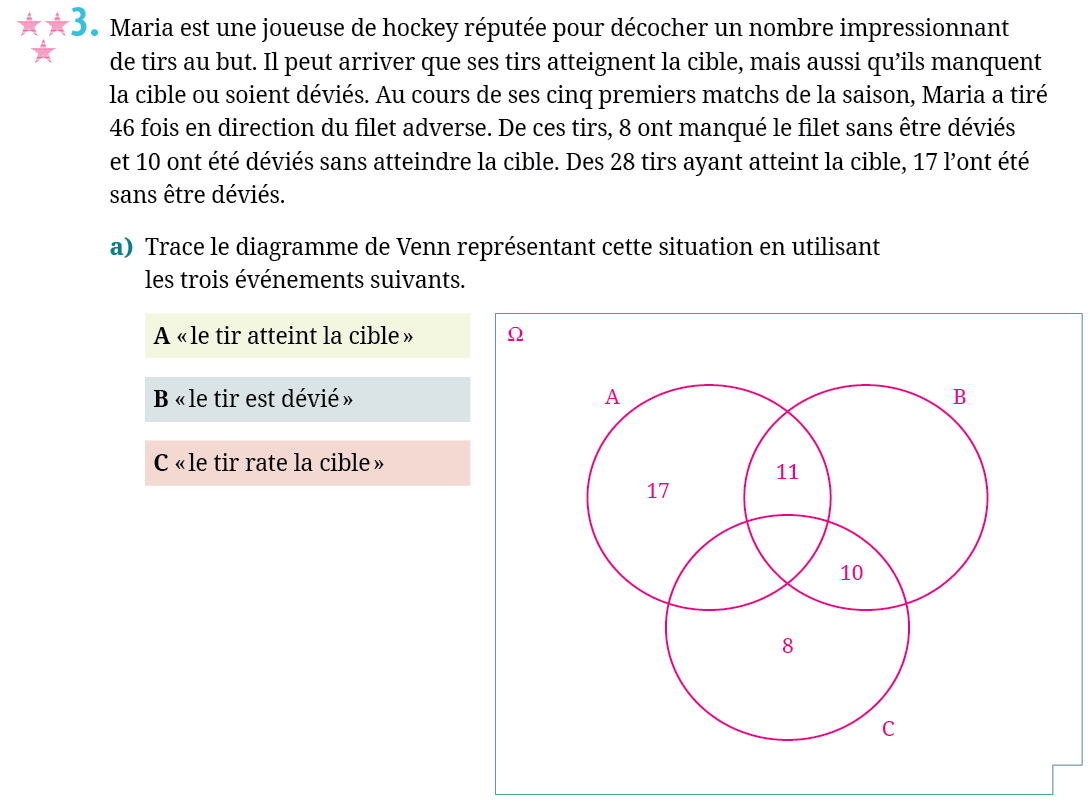 3. Maria est une joueuse de hockey réputée pour décocher un nombre impressionnant
de tirs au but. Il peut arriver que ses tirs atteignent la cible, mais aussi qu’ils manquent
la cible ou soient déviés. Au cours de ses cinq premiers matchs de la saison, Maria a tiré
46 fois en direction du filet adverse. De ces tirs, 8 ont manqué le filet sans être déviés
et 10 ont été déviés sans atteindre la cible. Des 28 tirs ayant atteint la cible, 17 l’ont été
sans être déviés.
a) Trace le diagramme de Venn représentant cette situation en utilisant
les trois événements suivants.
A « le tir atteint la cible »
B « le tir est dévié »
C « le tir rate la cible »
Ω
A
B
11
17
10
8
C